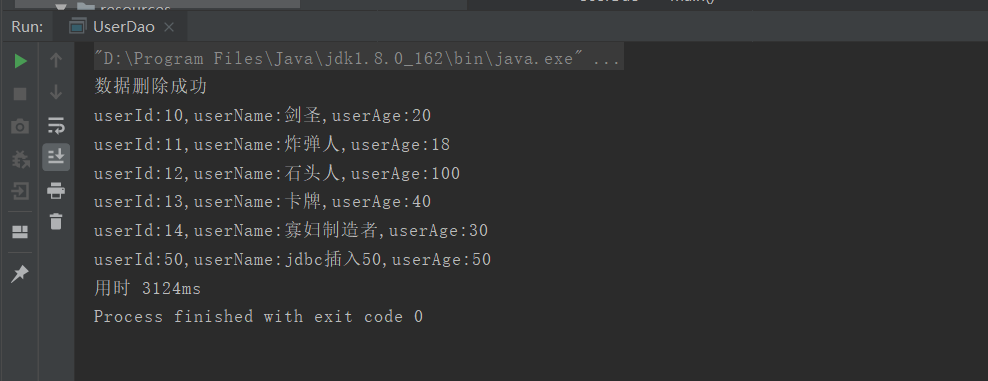 resources
Run: UserDao
"D:\Program Files\Java\jdk1.8.0_162\bin\java.exe" ...
数据删除成功
userId:10,userName:剑圣,userAge:20
userId:11,userName:炸弹人,userAge:18
userId:12,userName:石头人,userAge:100
userId:13,userName:卡牌,userAge:40
userId:14,userName:寡妇制造者,userAge:30
userId:50,userName:jdbc插入50,userAge:50
用时 3124ms
Process finished with exit code 0